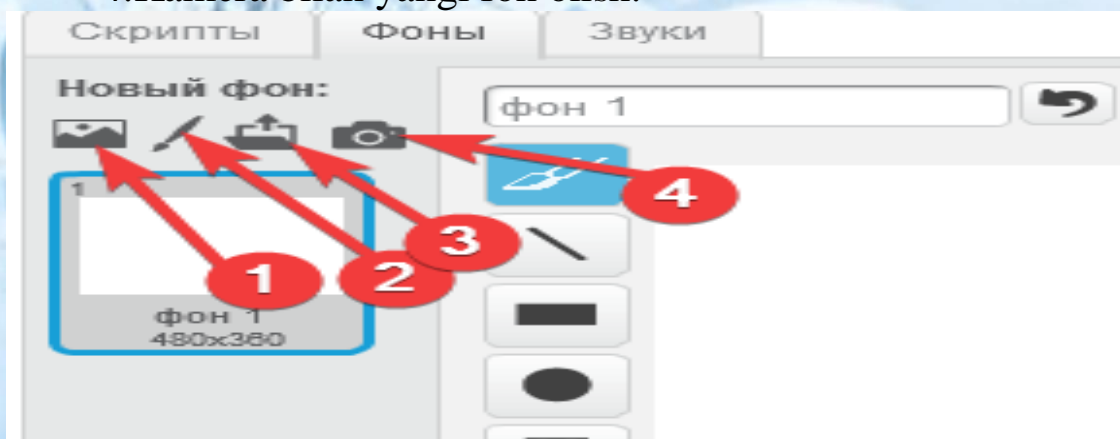 Скрипты Фоны Звуки
Новый фон:
фон 1
1
1 2 3 4
фон 1
480x360